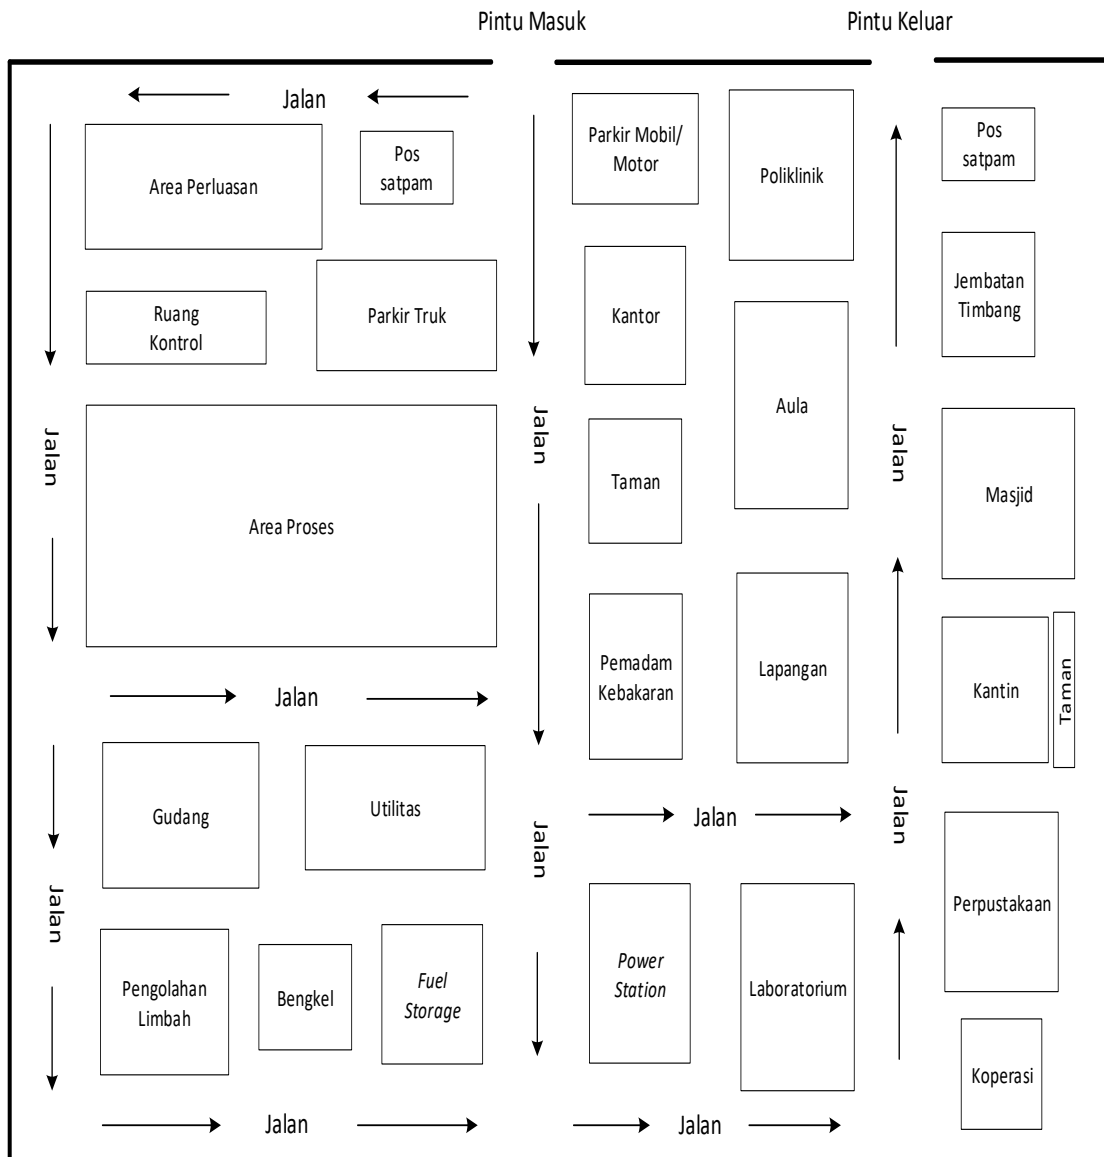 Pintu Masuk
Pintu Keluar
Jalan
Area Perluasan
Pos
satpam
Parkir Mobil/
Motor
Poliklinik
Pos
satpam
Ruang
Kontrol
Parkir Truk
Kantor
Jembatan
Timbang
Jalan
Jalan
Aula
Jalan
Area Proses
Taman
Masjid
Pemadam
Kebakaran
Lapangan
Kantin
Taman
Jalan
Gudang
Utilitas
Jalan
Jalan
Jalan
Jalan
Perpustakaan
Pengolahan
Limbah
Bengkel
Fuel
Storage
Power
Station
Laboratorium
Koperasi
Jalan
Jalan